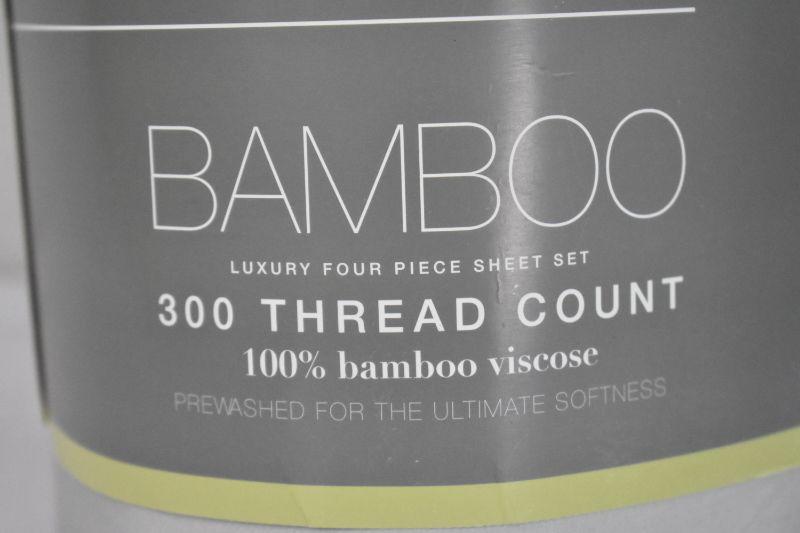 BAMBOO
LUXURY FOUR PIECE SHEET SET
300 THREAD COUNT
100% bamboo viscose
PREWASHED FOR THE ULTIMATE SOFTNESS